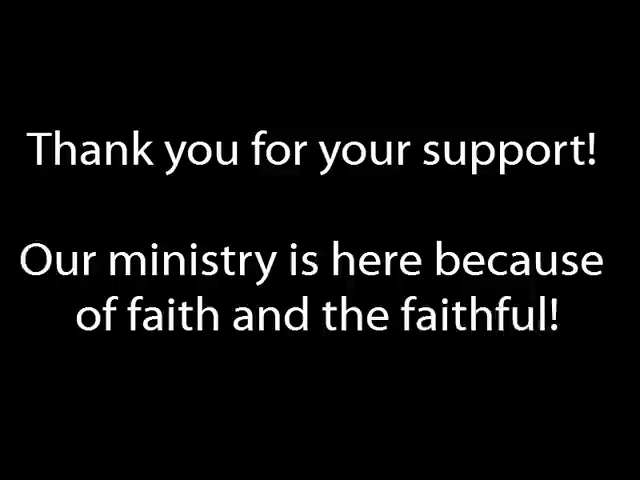 Thank you for your support!
Our ministry is here because
of faith and the faithful!